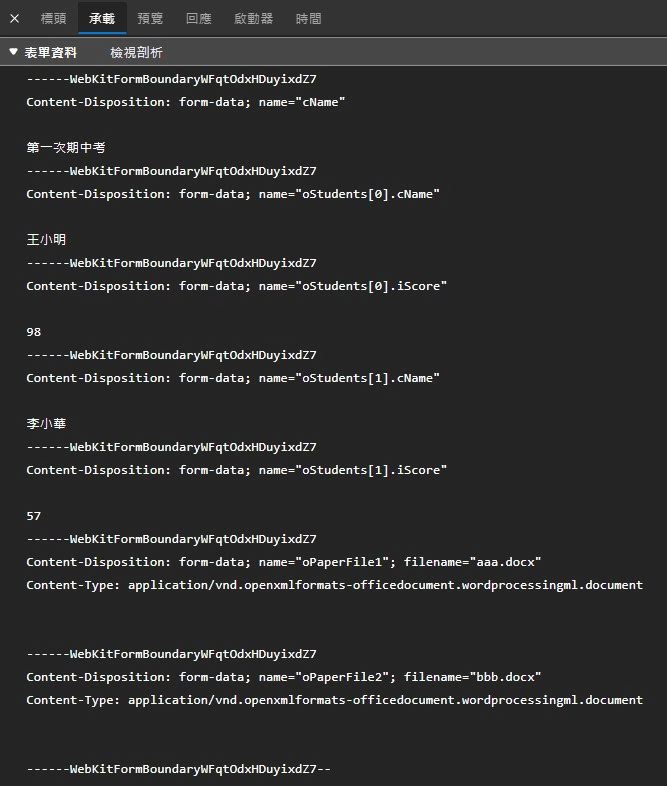 × 標頭 承載 預覽 回應 啟動器 時間
▼ 表單資料 檢視剖析
------WebKitFormBoundaryWFqtOdxHDuyixdZ7
Content-Disposition: form-data; name="cName"
第一次期中考
------WebKitFormBoundaryWFqtOdxHDuyixdZ7
Content-Disposition: form-data; name="oStudents[0].cName"
王小明
------WebKitFormBoundaryWFqtOdxHDuyixdZ7
Content-Disposition: form-data; name="oStudents[0].iScore"
98
------WebKitFormBoundaryWFqtOdxHDuyixdZ7
Content-Disposition: form-data; name="oStudents[1].cName"
李小華
------WebKitFormBoundaryWFqtOdxHDuyixdZ7
Content-Disposition: form-data; name="oStudents[1].iScore"
57
------WebKitFormBoundaryWFqtOdxHDuyixdZ7
Content-Disposition: form-data; name="oPaperFile1"; filename="aaa.docx"
Content-Type: application/vnd.openxmlformats-officedocument.wordprocessingml.document
------WebKitFormBoundaryWFqtOdxHDuyixdZ7
Content-Disposition: form-data; name="oPaperFile2"; filename="bbb.docx"
Content-Type: application/vnd.openxmlformats-officedocument.wordprocessingml.document
------WebKitFormBoundaryWFqtOdxHDuyixdZ7--